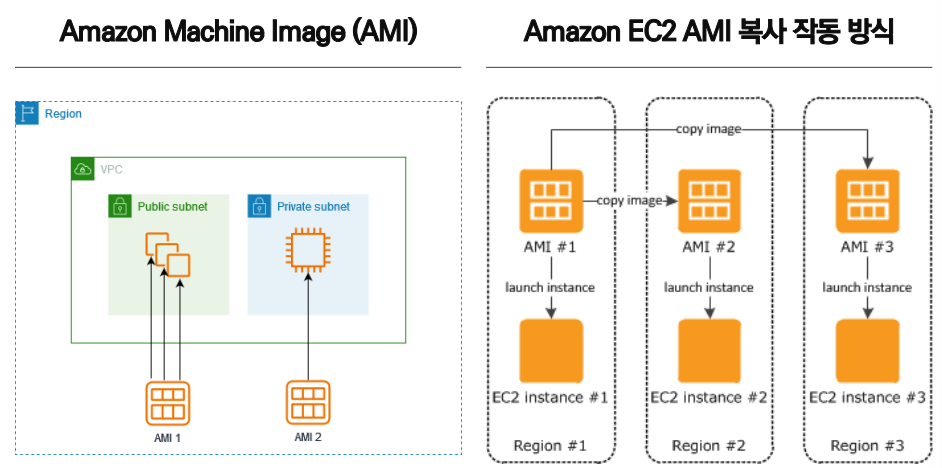 Amazon Machine Image (AMI)
Region
VPC
Public subnet
Private subnet
AMI 1
AMI 2
Amazon EC2 AMI 복사 작동 방식
copy image
copy image
AMI #1
AMI #2
AMI #3
launch instance
launch instance
launch instance
EC2 instance #1
EC2 instance #2
EC2 instance #3
Region #1
Region #2
Region #3